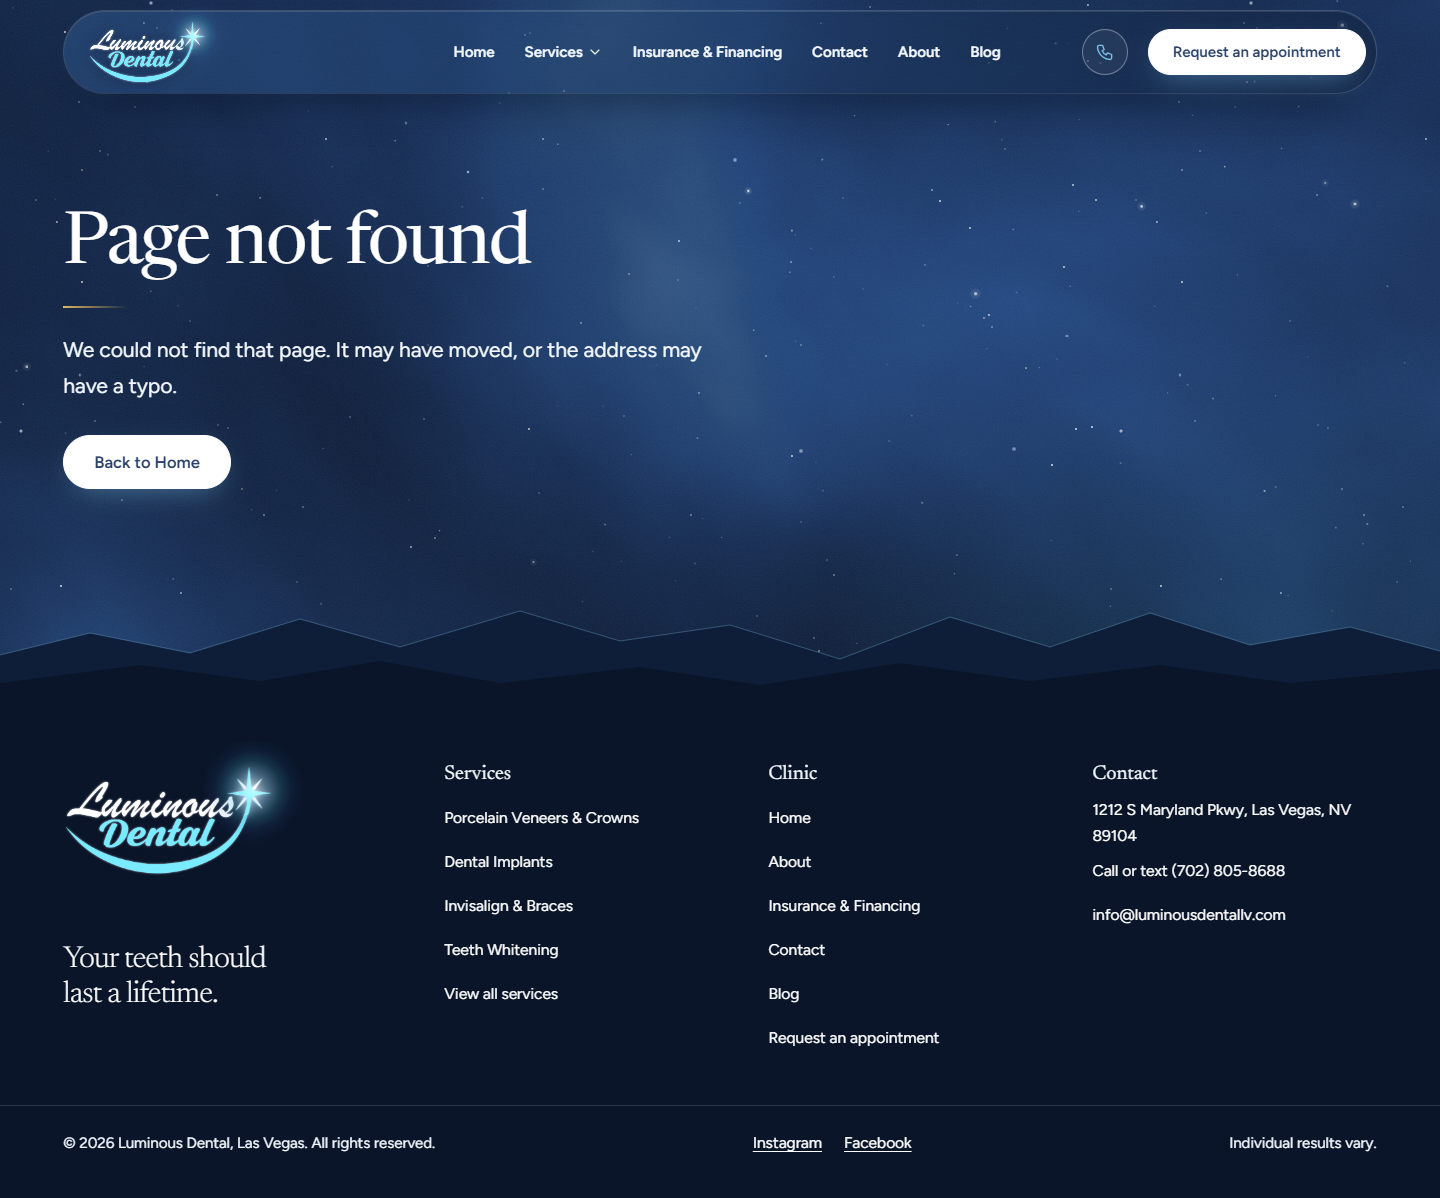 Luminous
Dental
Home
Services
Insurance & Financing
Contact
About
Blog
Request an appointment
Page not found
We could not find that page. It may have moved, or the address may
have a typo.
Back to Home
Luminous
Dental
Your teeth should
last a lifetime.
Services
Porcelain Veneers & Crowns
Dental Implants
Invisalign & Braces
Teeth Whitening
View all services
Clinic
Home
About
Insurance & Financing
Contact
Blog
Request an appointment
Contact
1212 S Maryland Pkwy, Las Vegas, NV
89104
Call or text (702) 805-8688
info@luminousdentallv.com
© 2026 Luminous Dental, Las Vegas. All rights reserved.
Instagram
Facebook
Individual results vary.